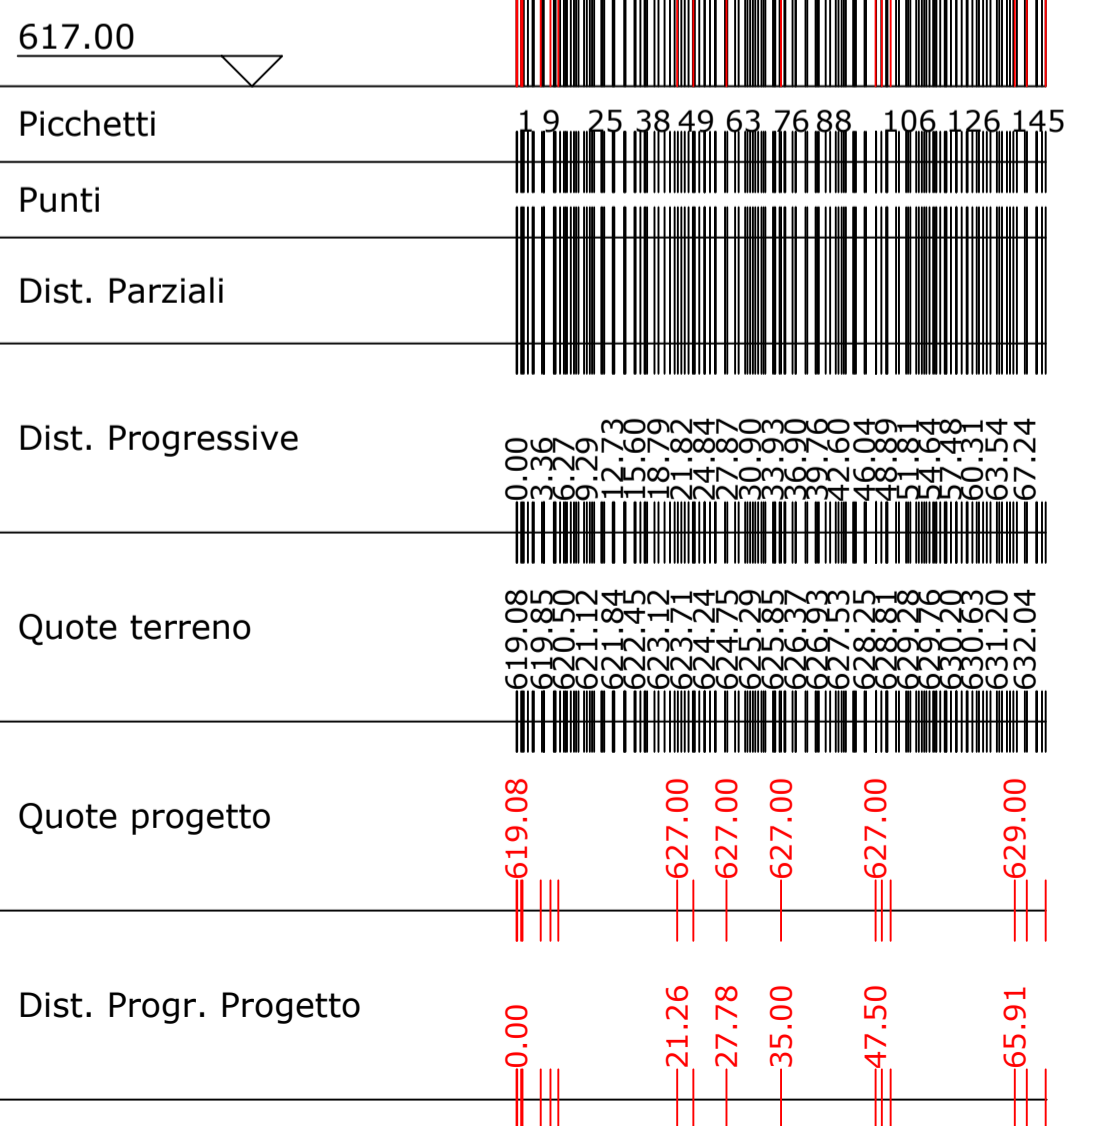 617.00
Picchetti 1 9 25 38 49 63 76 88 106 126 145
Punti
Dist. Parziali
Dist. Progressive 0.00 3.36 6.27 9.29 12.73 15.60 18.79 21.82 24.84 27.87 30.90 33.93 36.90 39.76 42.60 46.04 48.89 51.81 54.64 57.48 60.31 63.54 67.24
Quote terreno 619.08 619.85 620.50 621.12 621.84 622.45 623.12 623.71 624.24 624.75 625.29 625.85 626.37 626.93 627.53 628.25 628.81 629.28 629.76 630.20 630.63 631.20 632.04
Quote progetto 619.08 627.00 627.00 627.00 627.00 629.00
Dist. Progr. Progetto 0.00 21.26 27.78 35.00 47.50 65.91